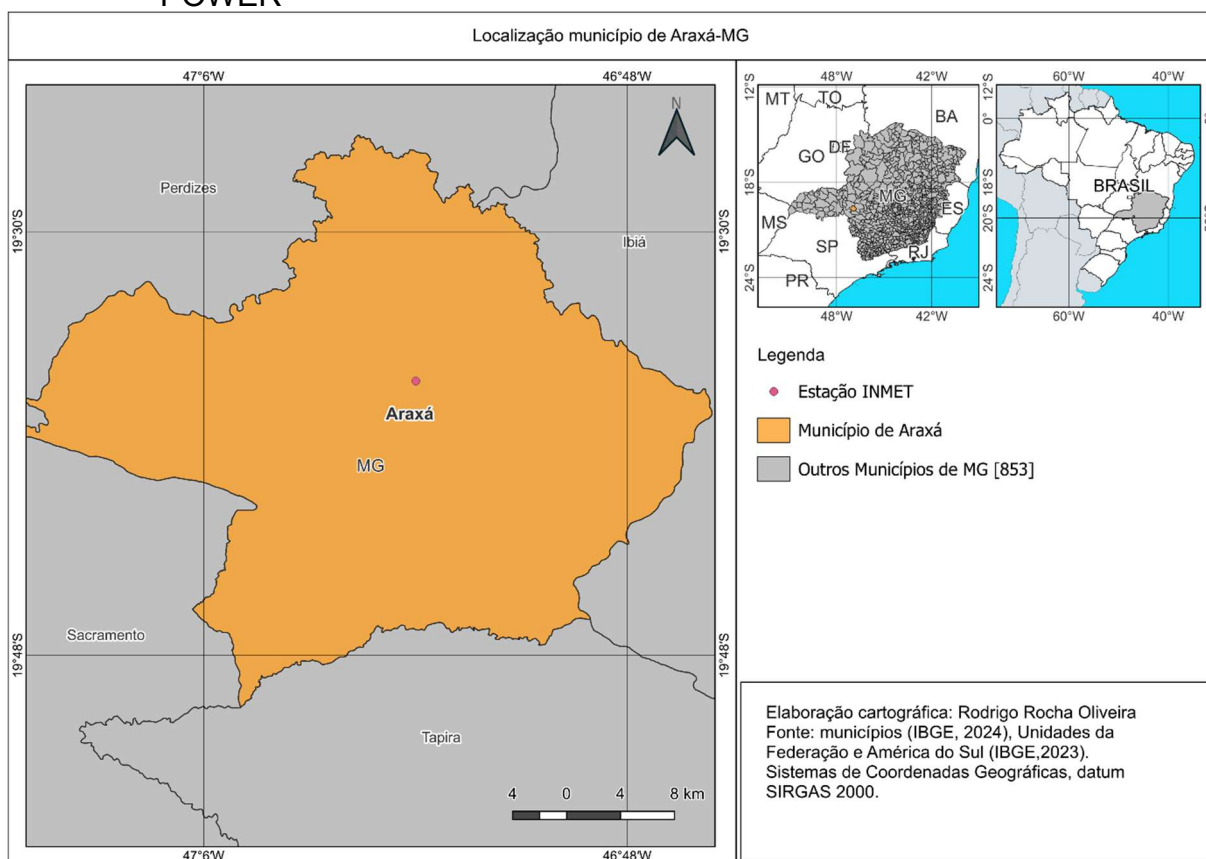 POWER
Localização município de Araxá-MG
47°6'W
46°48'W
N
Perdizes
19°30'S
19°30'S
Ibiá
Araxá
MG
Sacramento
19°48'S
19°48'S
Tapira
4 0 4 8 km
47°6'W
46°48'W
48°W
42°W
12°S
MT
TO
BA
DF
GO
18°S
MG
ES
MS
SP
RJ
PR
24°S
48°W
42°W
60°W
40°W
12°S
0°
18°S
BRASIL
20°S
24°S
60°W
40°W
Legenda
Estação INMET
Município de Araxá
Outros Municípios de MG [853]
Elaboração cartográfica: Rodrigo Rocha Oliveira
Fonte: municípios (IBGE, 2024), Unidades da
Federação e América do Sul (IBGE,2023).
Sistemas de Coordenadas Geográficas, datum
SIRGAS 2000.